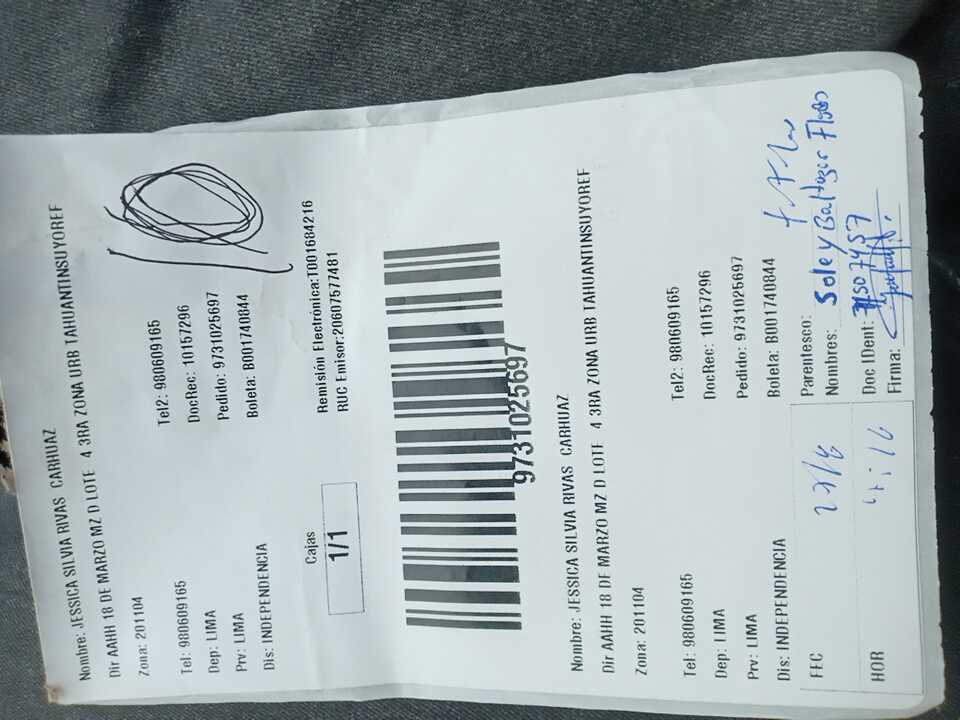 Nombre: JESSICA SILVIA RIVAS CARHUAZ
Dir AAHH 18 DE MARZO MZ D LOTE 4 3RA ZONA URB TAHUANTINSUYOREF
Zona: 201104
Tel: 980609165 Tel2: 980609165
Dep: LIMA DocRec: 10157296
Prv: LIMA Pedido: 9731025697
Dis: INDEPENDENCIA Boleta: B001740844
Cajas
1/1
Remisión Electrónica:T001684216
RUC Emisor:20607577481
9731025697
Nombre: JESSICA SILVIA RIVAS CARHUAZ
Dir AAHH 18 DE MARZO MZ D LOTE 4 3RA ZONA URB TAHUANTINSUYOREF
Zona: 201104
Tel: 980609165 Tel2: 980609165
Dep: LIMA DocRec: 10157296
Prv: LIMA Pedido: 9731025697
Dis: INDEPENDENCIA Boleta: B001740844
FEC Parentesco:
Nombres: Soley Baltazar Flores
HOR Doc IDent:
Firma: